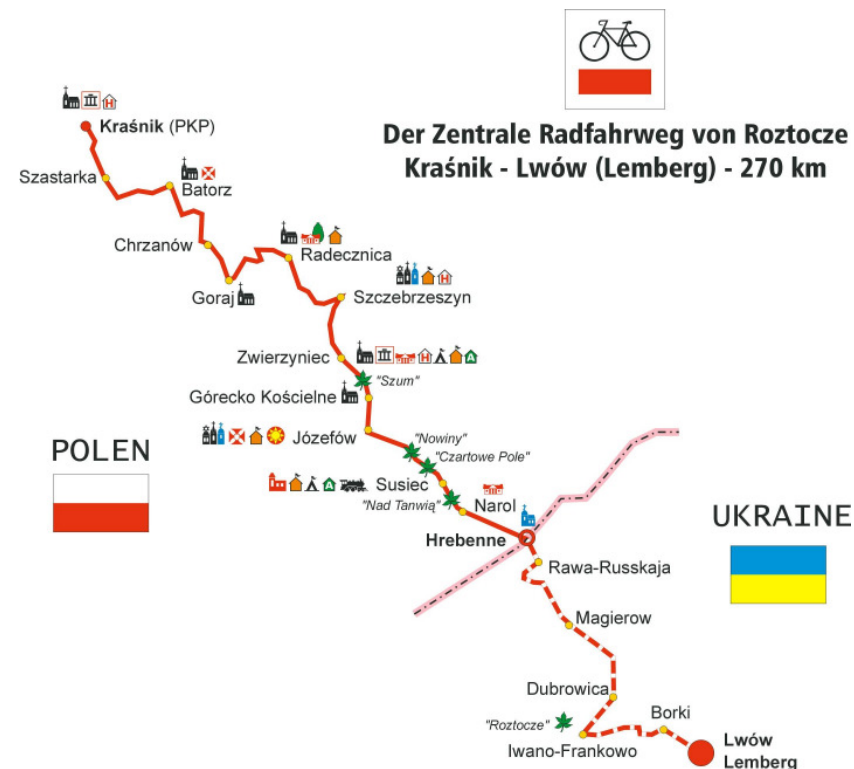 Der Zentrale Radfahrweg von Roztocze
Kraśnik - Lwów (Lemberg) - 270 km
H
Kraśnik (PKP)
Szastarka
Batorz
Chrzanów
Radecznica
Goraj
H
Szczebrzeszyn
Zwierzyniec
H
A
"Szum"
Górecko Kościelne
Józefów
"Nowiny"
"Czartowe Pole"
POLEN
A
Susiec
"Nad Tanwią"
Narol
Hrebenne
UKRAINE
Rawa-Russkaja
Magierow
Dubrowica
"Roztocze"
Iwano-Frankowo
Borki
Lwów
Lemberg